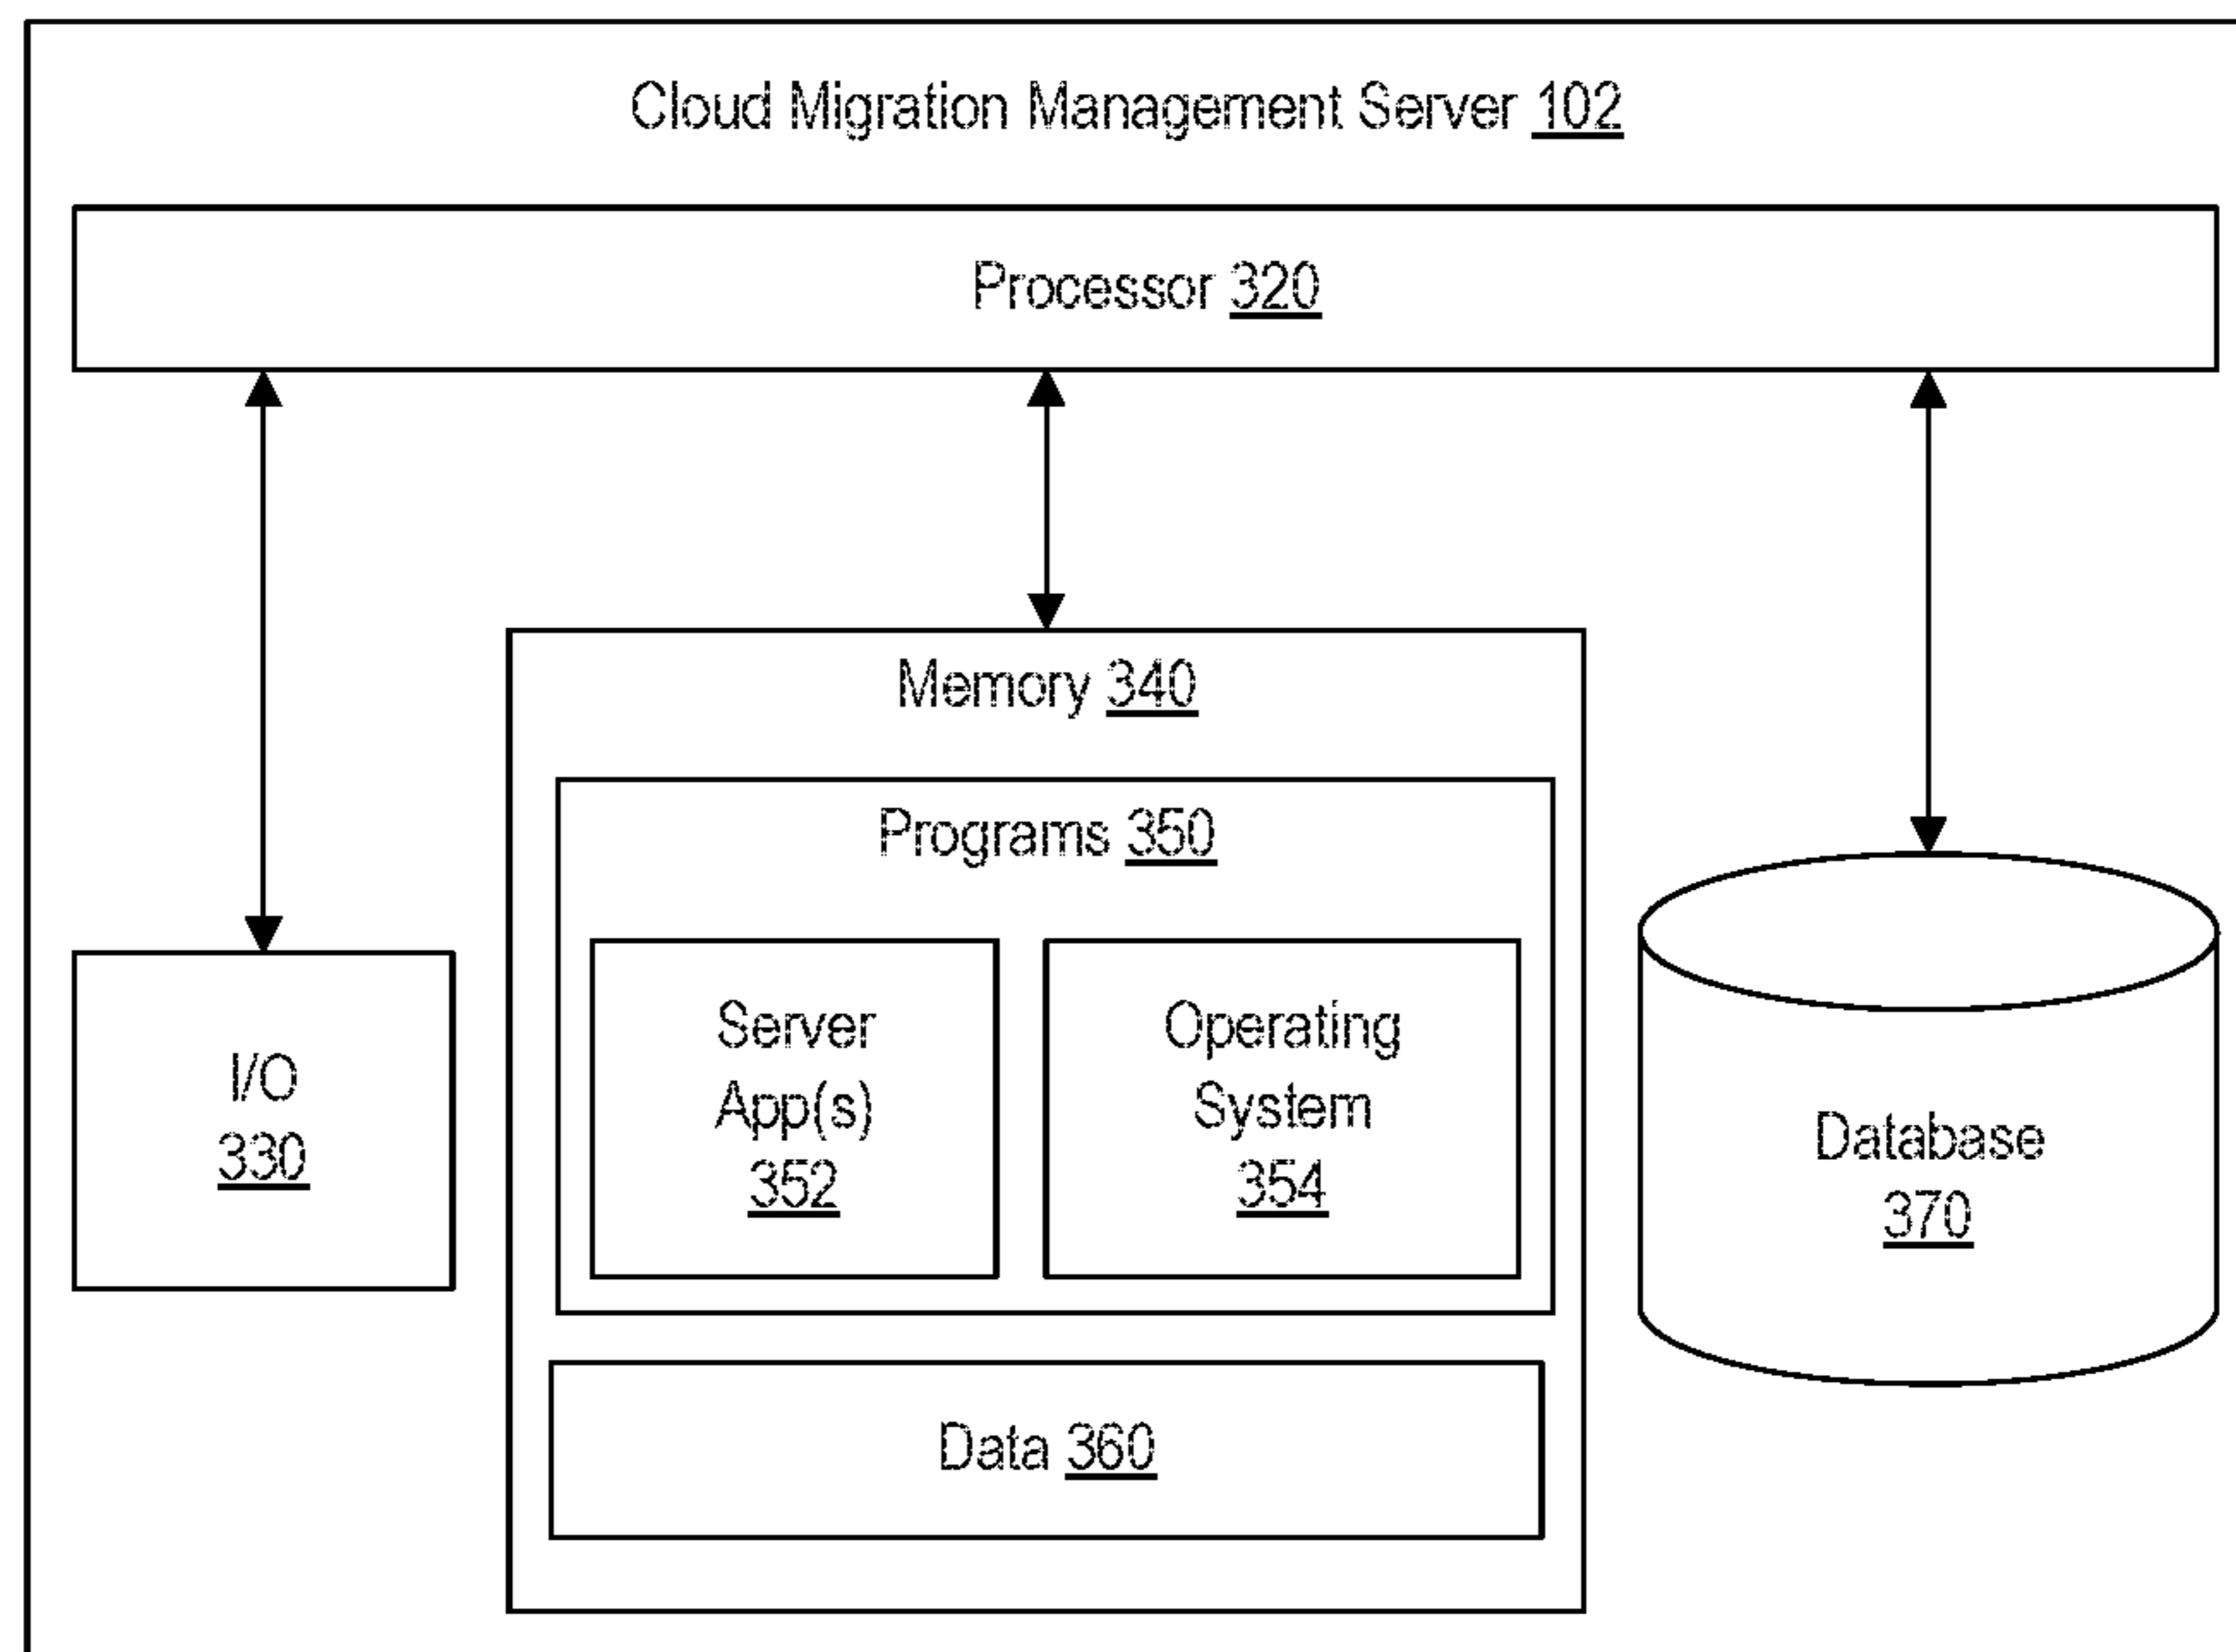 Cloud Migration Management Server 102
Processor 320
Memory 340
Programs 350
Server
App(s)
352
Operating
System
354
I/O
330
Database
370
Data 360